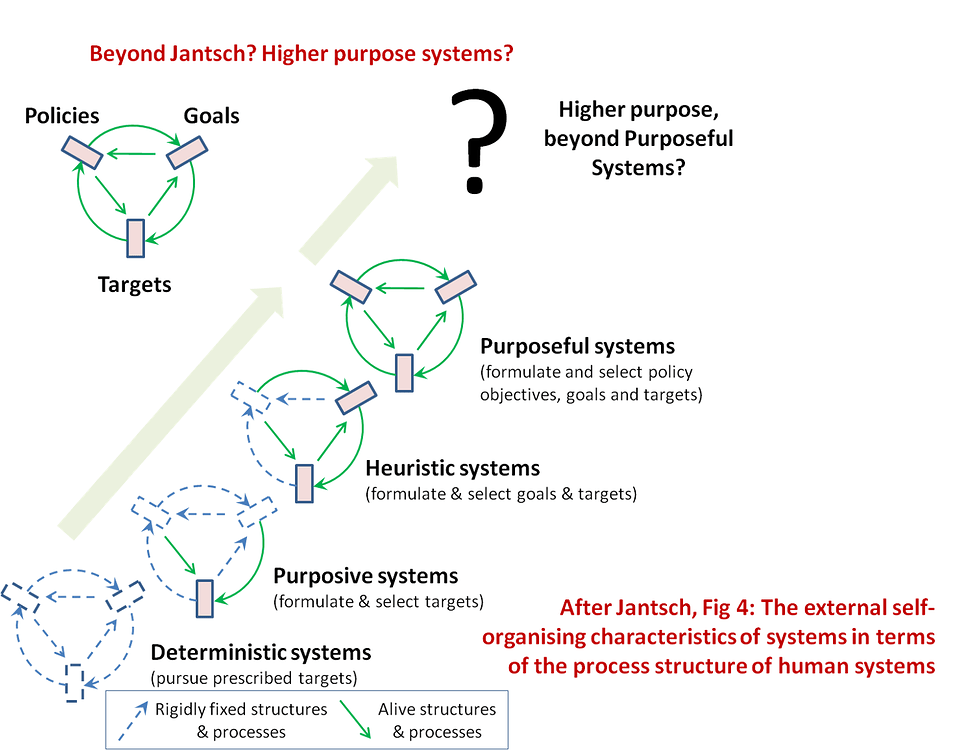 Beyond Jantsch? Higher purpose systems?
Policies
Goals
Targets
?
Higher purpose,
beyond Purposeful
Systems?
Purposeful systems
(formulate and select policy
objectives, goals and targets)
Heuristic systems
(formulate & select goals & targets)
Purposive systems
(formulate & select targets)
Deterministic systems
(pursue prescribed targets)
After Jantsch, Fig 4: The external self-
organising characteristics of systems in terms
of the process structure of human systems
Rigidly fixed structures
& processes
Alive structures
& processes